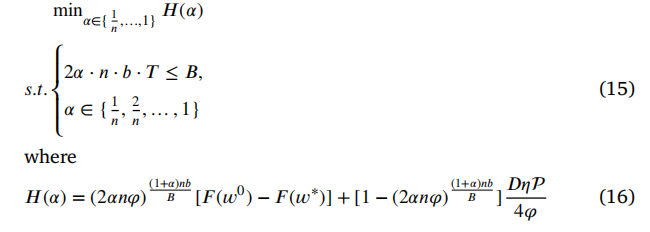 min_{α∈{1/n,…,1}} H(α)
s.t. { 2α · n · b · T ≤ B,
α ∈ {1/n, 2/n, … , 1} (15)
where
H(α) = (2αnφ)^{(1+α)nb/B} [F(w^0) − F(w^*)] + [1 − (2αnφ)^{(1+α)nb/B}] Dη𝒫/4φ (16)